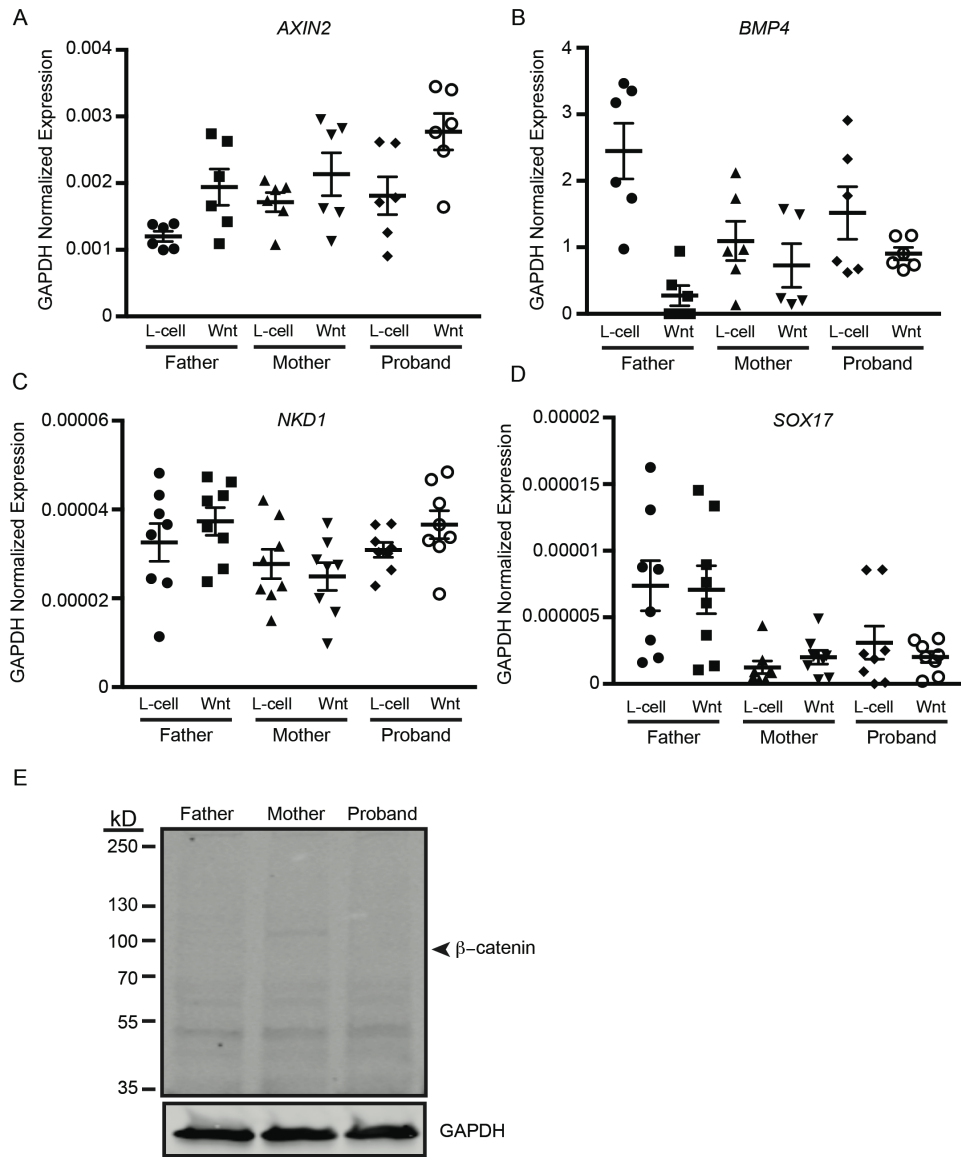 A
AXIN2
GAPDH Normalized Expression
0.004
0.003
0.002
0.001
0
L-cell Wnt L-cell Wnt L-cell Wnt
Father Mother Proband
B
BMP4
GAPDH Normalized Expression
4
3
2
1
0
L-cell Wnt L-cell Wnt L-cell Wnt
Father Mother Proband
C
NKD1
GAPDH Normalized Expression
0.00006
0.00004
0.00002
0
L-cell Wnt L-cell Wnt L-cell Wnt
Father Mother Proband
D
SOX17
GAPDH Normalized Expression
0.00002
0.000015
0.00001
0.000005
0
L-cell Wnt L-cell Wnt L-cell Wnt
Father Mother Proband
E
kD Father Mother Proband
250
130
100
β–catenin
70
55
35
GAPDH